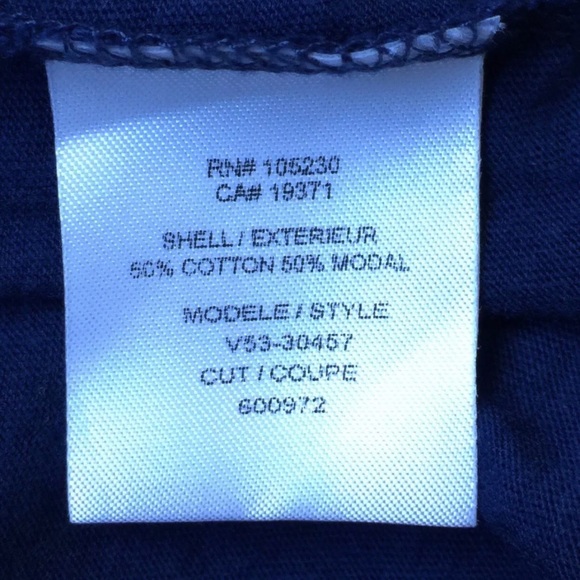 RN# 105230
CA# 19371
SHELL / EXTERIEUR
50% COTTON 50% MODAL
MODELE / STYLE
V53-30457
CUT / COUPE
600972